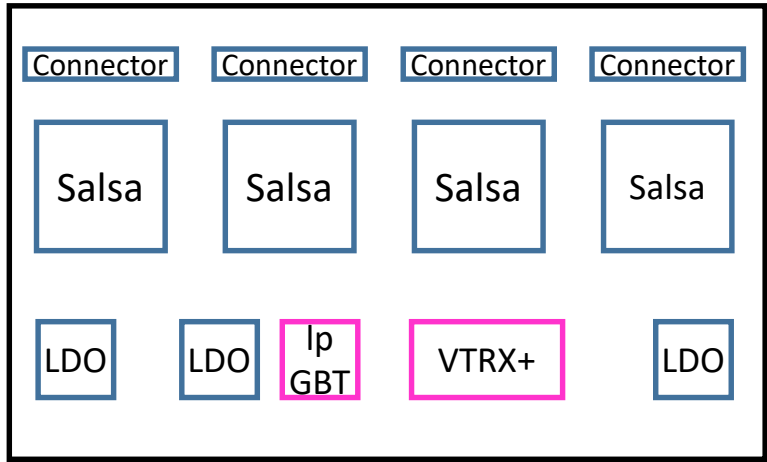 Connector Connector Connector Connector
Salsa Salsa Salsa Salsa
LDO LDO lp
GBT VTRX+ LDO